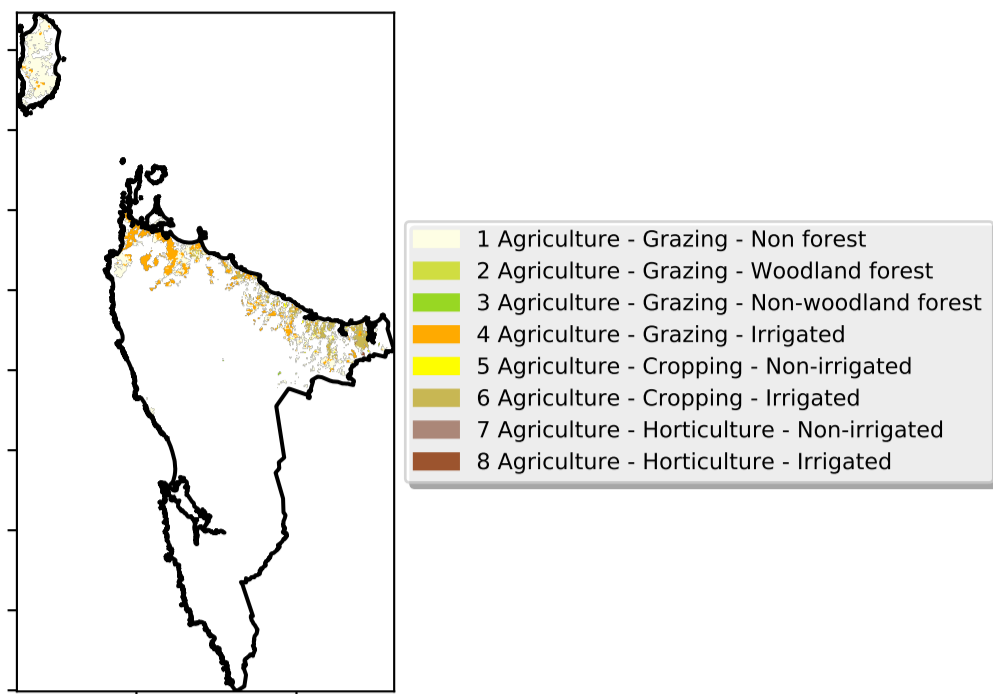 1 Agriculture - Grazing - Non forest
2 Agriculture - Grazing - Woodland forest
3 Agriculture - Grazing - Non-woodland forest
4 Agriculture - Grazing - Irrigated
5 Agriculture - Cropping - Non-irrigated
6 Agriculture - Cropping - Irrigated
7 Agriculture - Horticulture - Non-irrigated
8 Agriculture - Horticulture - Irrigated